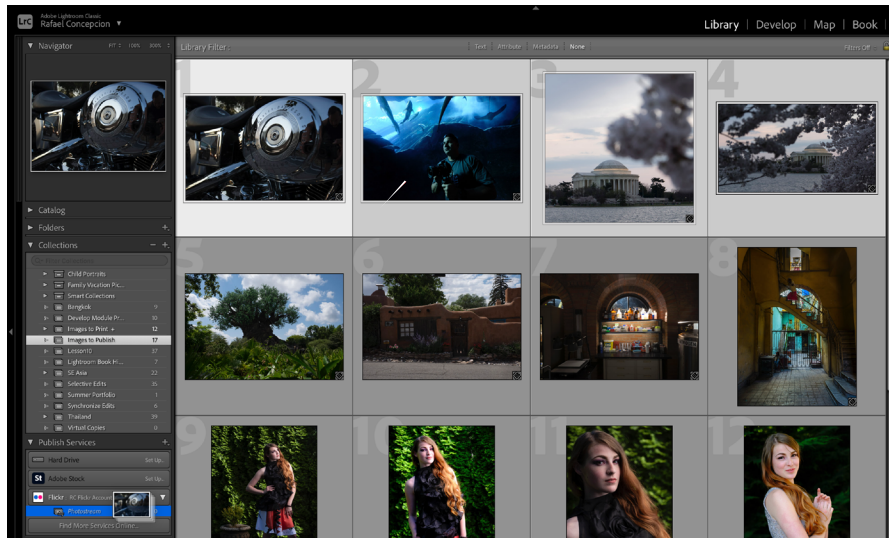 LrC
Adobe Lightroom Classic
Rafael Concepcion
Library | Develop | Map | Book |
Navigator FIT 100% 300%
Library Filter: Text | Attribute | Metadata | None Filters Off
1 2 3 4
Catalog
Folders +
Collections − +
Child Portraits
Family Vacation Pic...
Smart Collections
Bangkok 9
Develop Module Pr... 30
Images to Print + 12
Images to Publish 17
Lesson10 37
Lightroom Book H... 7
SE Asia 22
Selective Edits 35
Summer Portfolio 1
Synchronize Edits 6
Thailand 39
Virtual Copies 0
5 6 7 8
Publish Services +
Hard Drive Set Up...
St Adobe Stock Set Up...
Flickr RC Flickr Account
Photostream
Find More Services Online...
9 10 11 12